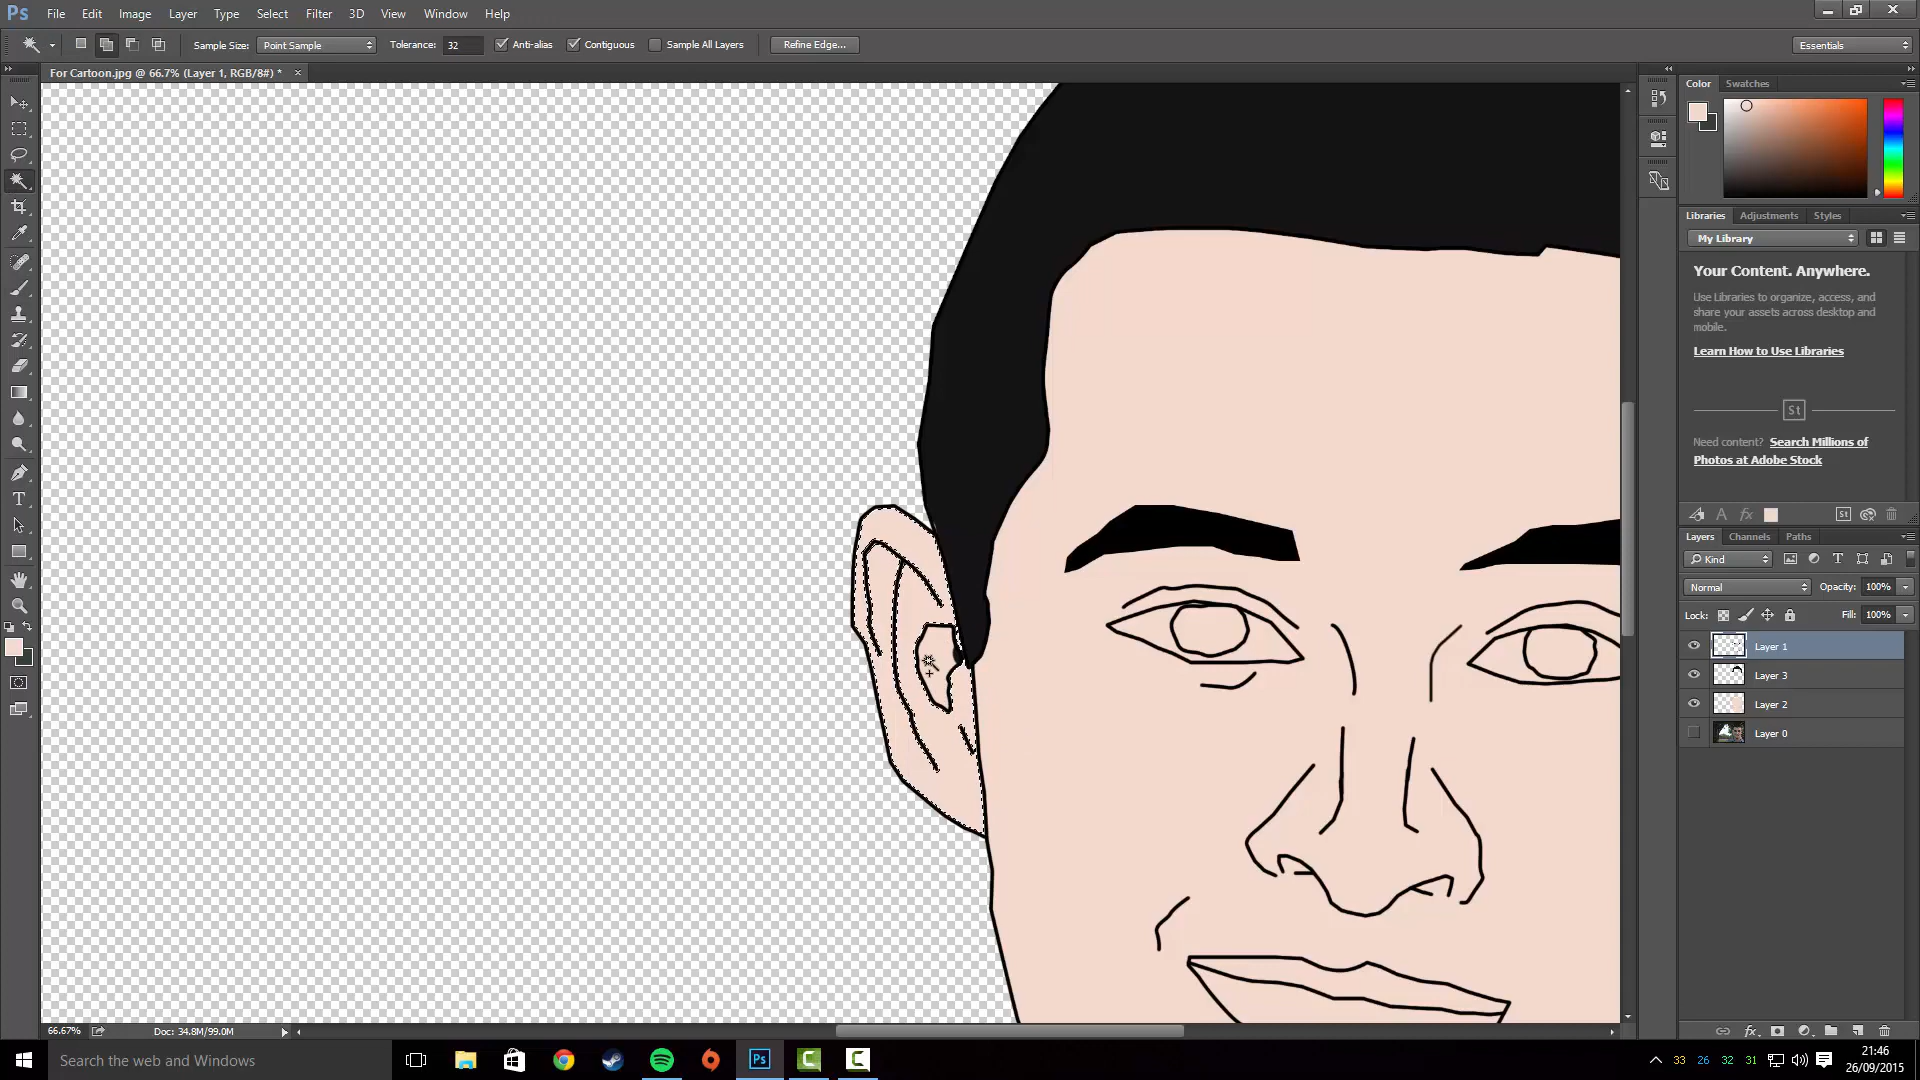 Ps File Edit Image Layer Type Select Filter 3D View Window Help
Sample Size: Point Sample Tolerance: 32 Anti-alias Contiguous Sample All Layers Refine Edge... Essentials
For Cartoon.jpg @ 66.7% (Layer 1, RGB/8#) *
Color Swatches
Libraries Adjustments Styles
My Library
Your Content. Anywhere.
Use Libraries to organize, access, and
share your assets across desktop and
mobile.
Learn How to Use Libraries
St
Need content? Search Millions of
Photos at Adobe Stock
A fx St
Layers Channels Paths
Kind T
Normal Opacity: 100%
Lock: Fill: 100%
Layer 1
Layer 3
Layer 2
Layer 0
fx
T
66.67% Doc: 34.8M/99.0M
Search the web and Windows
Ps
33 26 32 31
21:46
26/09/2015